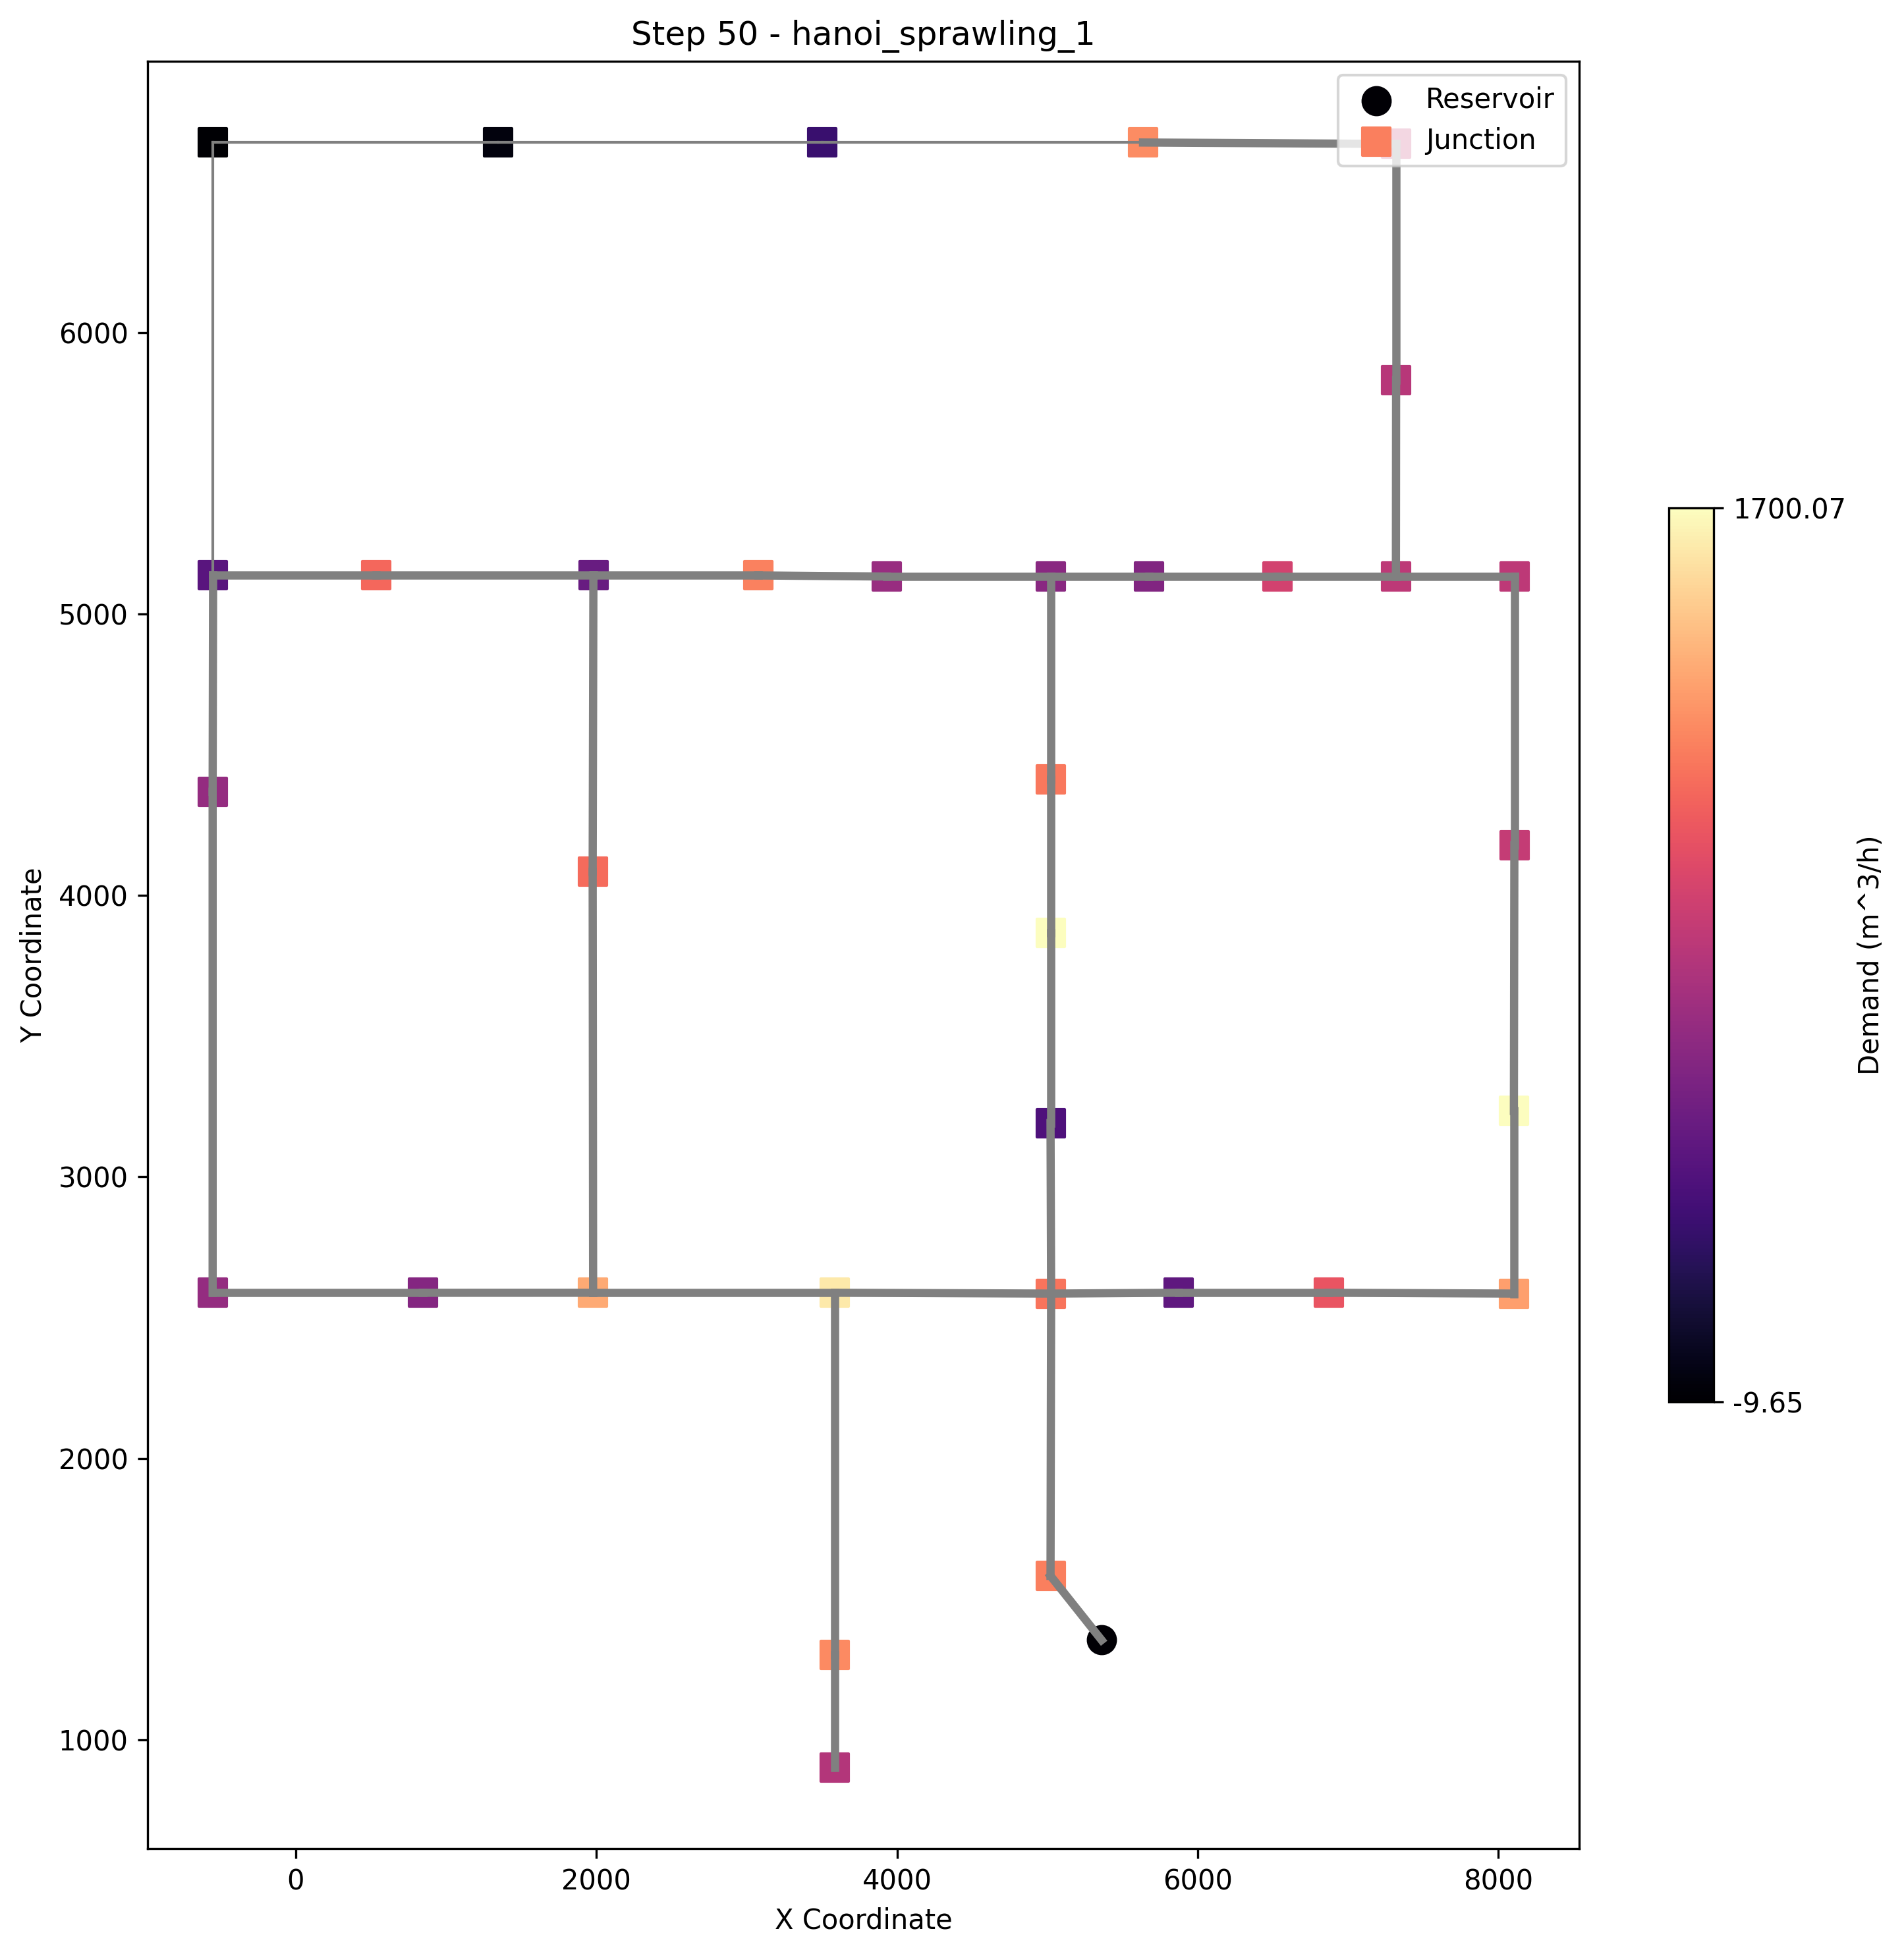 Step 50 - hanoi_sprawling_1
Reservoir
Junction
6000
5000
4000
3000
2000
1000
Y Coordinate
0
2000
4000
6000
8000
X Coordinate
1700.07
-9.65
Demand (m^3/h)